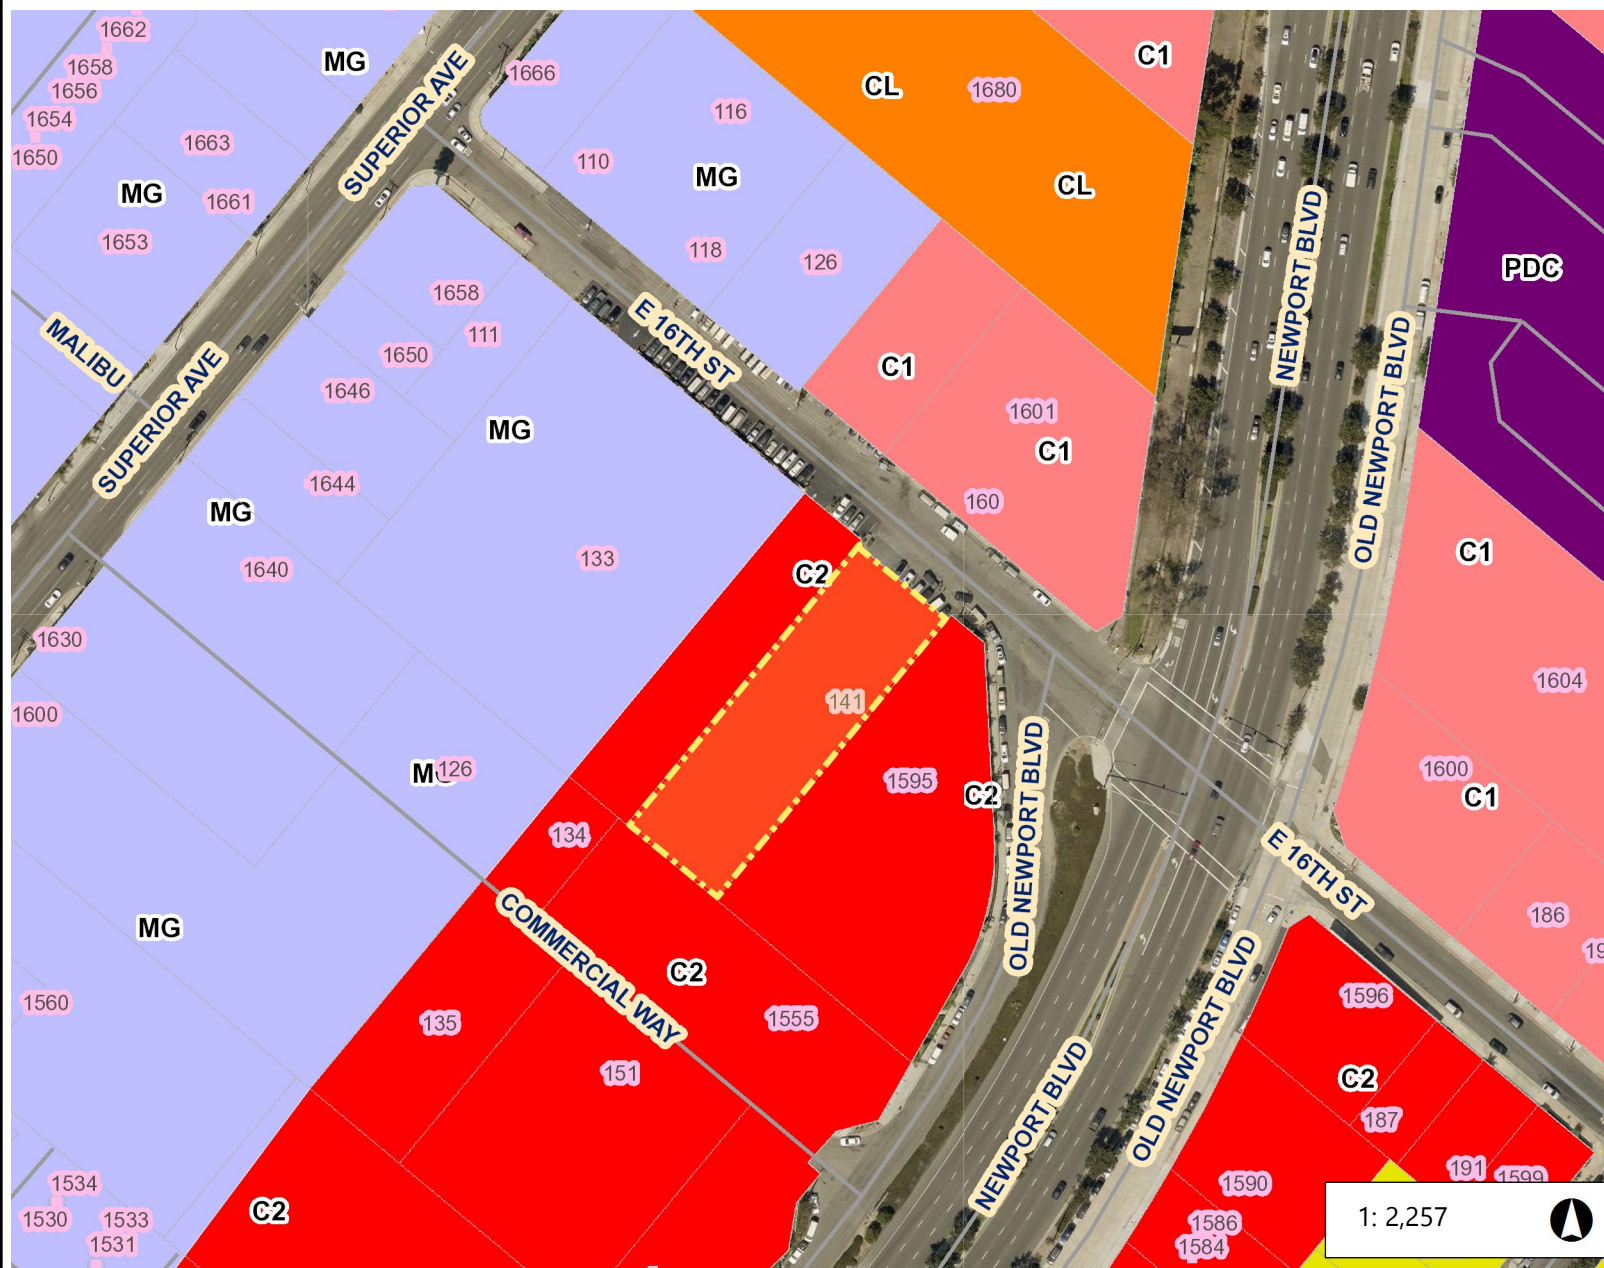 1662
MG
1666
1658
1656
1654
1650
1663
MG
1661
1653
SUPERIOR AVE
116
110
MG
118
126
CL
1680
CL
C1
PDC
NEWPORT BLVD
OLD NEWPORT BLVD
E 16TH ST
MALIBU
SUPERIOR AVE
1658
111
1650
1646
MG
1644
MG
1640
133
C1
1601
C1
160
C1
1604
1600
C1
186
C2
141
1595
C2
OLD NEWPORT BLVD
E 16TH ST
1630
1600
126
134
MG
COMMERCIAL WAY
C2
1555
135
151
1560
NEWPORT BLVD
OLD NEWPORT BLVD
1596
C2
187
191
1599
1590
1586
1584
1534
1530
1533
1531
C2
1: 2,257